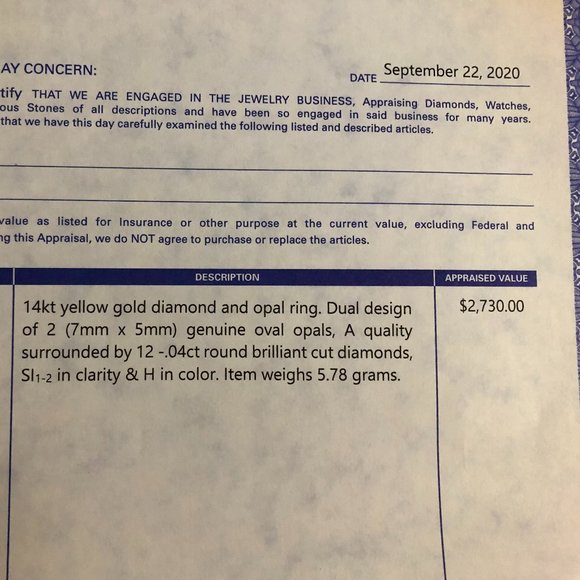 AY CONCERN:
DATE September 22, 2020
tify THAT WE ARE ENGAGED IN THE JEWELRY BUSINESS, Appraising Diamonds, Watches,
ous Stones of all descriptions and have been so engaged in said business for many years.
that we have this day carefully examined the following listed and described articles.
value as listed for Insurance or other purpose at the current value, excluding Federal and
ng this Appraisal, we do NOT agree to purchase or replace the articles.
DESCRIPTION APPRAISED VALUE
14kt yellow gold diamond and opal ring. Dual design $2,730.00
of 2 (7mm x 5mm) genuine oval opals, A quality
surrounded by 12 -.04ct round brilliant cut diamonds,
SI1-2 in clarity & H in color. Item weighs 5.78 grams.